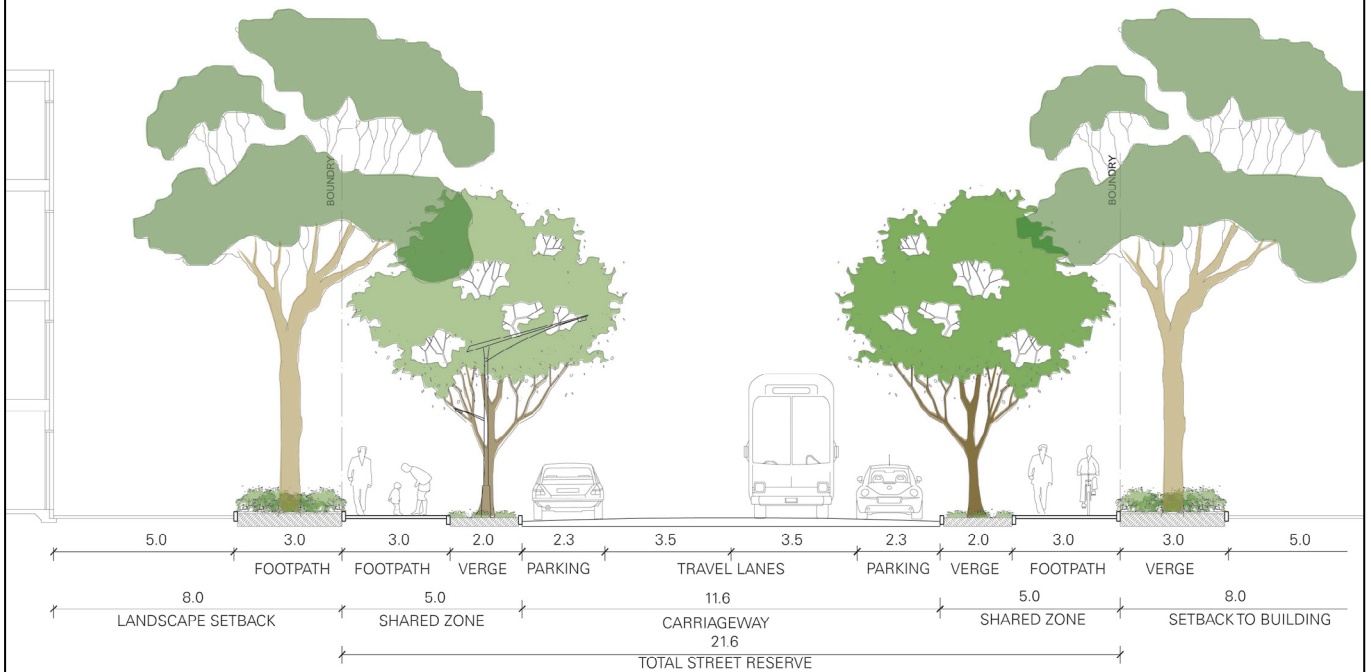 BOUNDRY
BOUNDRY
5.0 3.0 3.0 2.0 2.3 3.5 3.5 2.3 2.0 3.0 3.0 5.0
FOOTPATH FOOTPATH VERGE PARKING TRAVEL LANES PARKING VERGE FOOTPATH VERGE
8.0 5.0 11.6 5.0 8.0
LANDSCAPE SETBACK SHARED ZONE CARRIAGEWAY SHARED ZONE SETBACK TO BUILDING
21.6
TOTAL STREET RESERVE